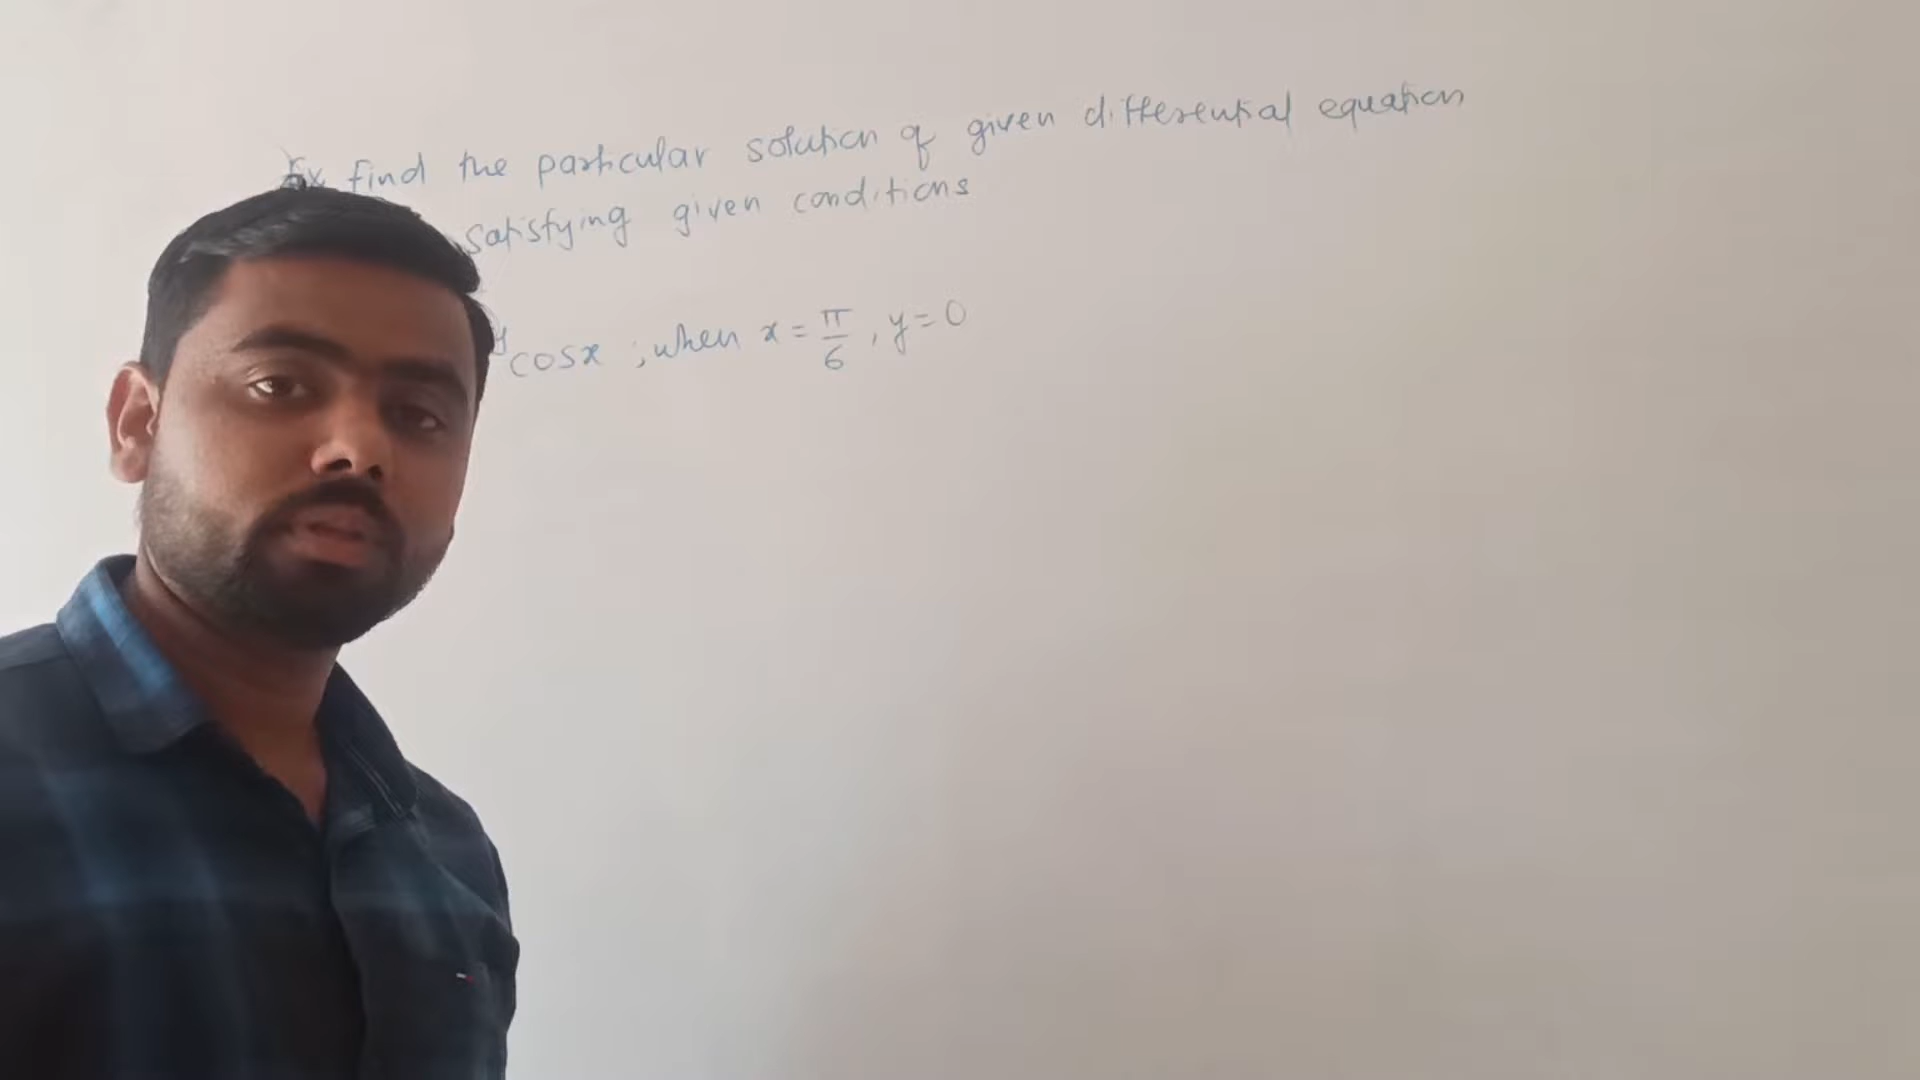 Ex find the particular solution of given differential equation
satisfying given conditions
y cosx ; when x = π/6 , y = 0